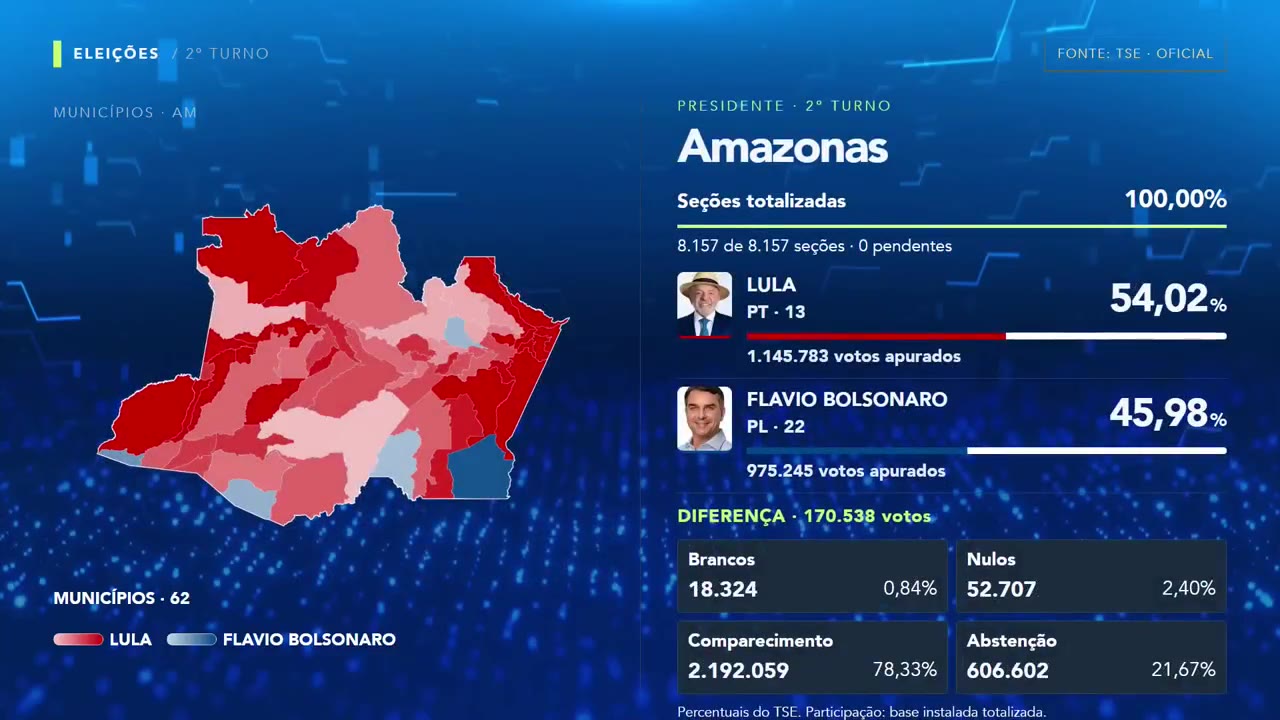 ELEIÇÕES / 2º TURNO
FONTE: TSE · OFICIAL
MUNICÍPIOS · AM
PRESIDENTE · 2º TURNO
Amazonas
Seções totalizadas 100,00%
8.157 de 8.157 seções · 0 pendentes
LULA
PT · 13
54,02%
1.145.783 votos apurados
FLAVIO BOLSONARO
PL · 22
45,98%
975.245 votos apurados
DIFERENÇA · 170.538 votos
Brancos
18.324 0,84%
Nulos
52.707 2,40%
Comparecimento
2.192.059 78,33%
Abstenção
606.602 21,67%
Percentuais do TSE. Participação: base instalada totalizada.
MUNICÍPIOS · 62
LULA FLAVIO BOLSONARO